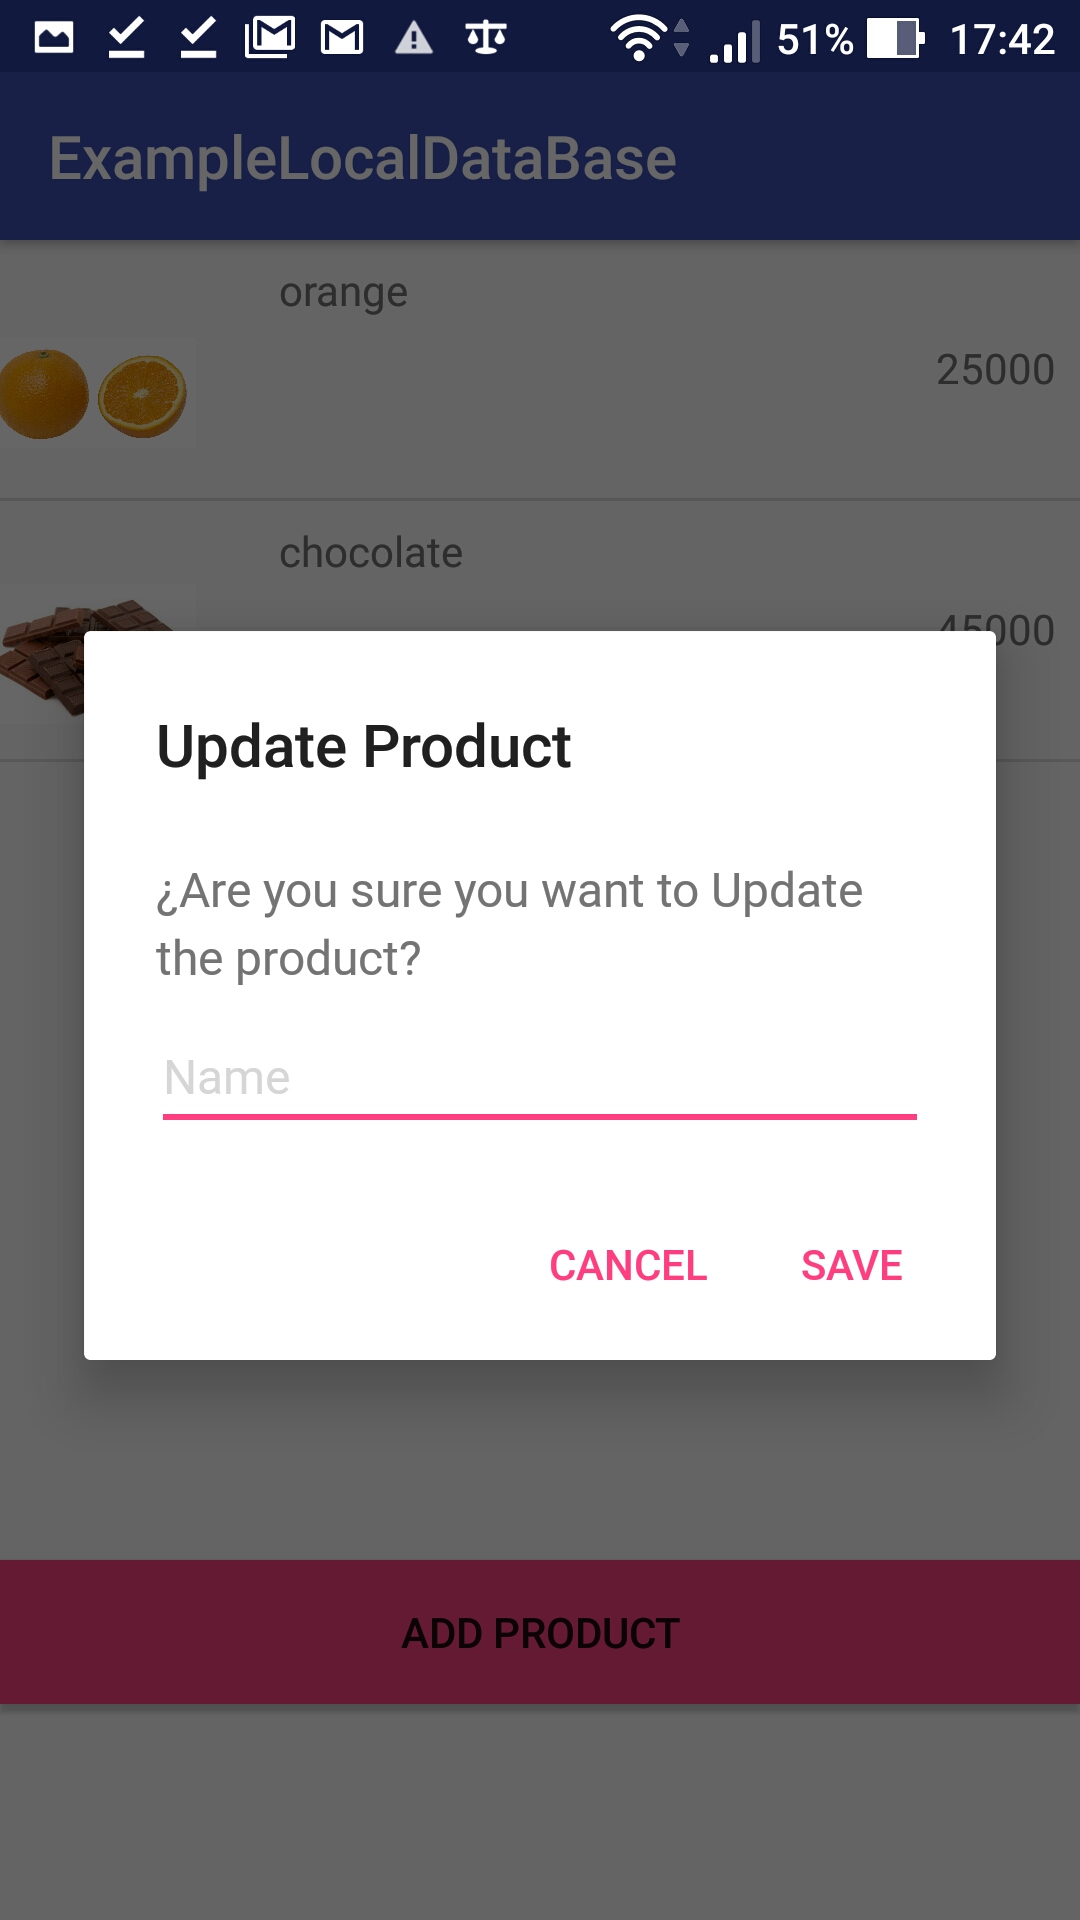 51% 17:42
ExampleLocalDataBase
orange
25000
chocolate
45000
Update Product
¿Are you sure you want to Update
the product?
Name
CANCEL SAVE
ADD PRODUCT